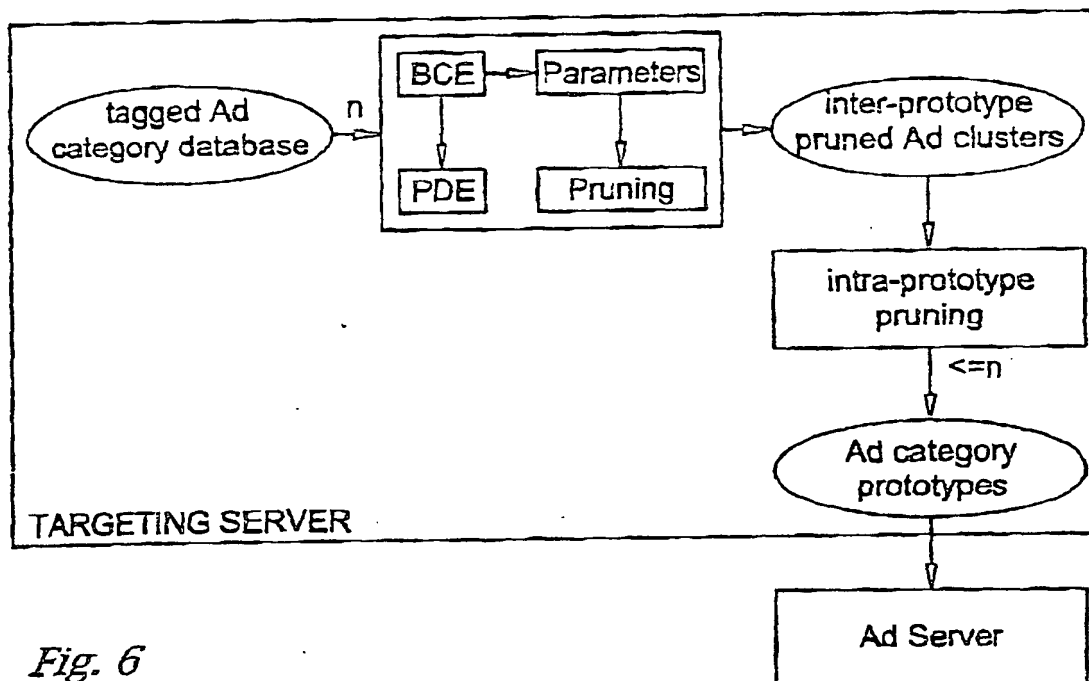 tagged Ad
category database
n
BCE
Parameters
PDE
Pruning
inter-prototype
pruned Ad clusters
intra-prototype
pruning
<=n
Ad category
prototypes
TARGETING SERVER
Ad Server
Fig. 6